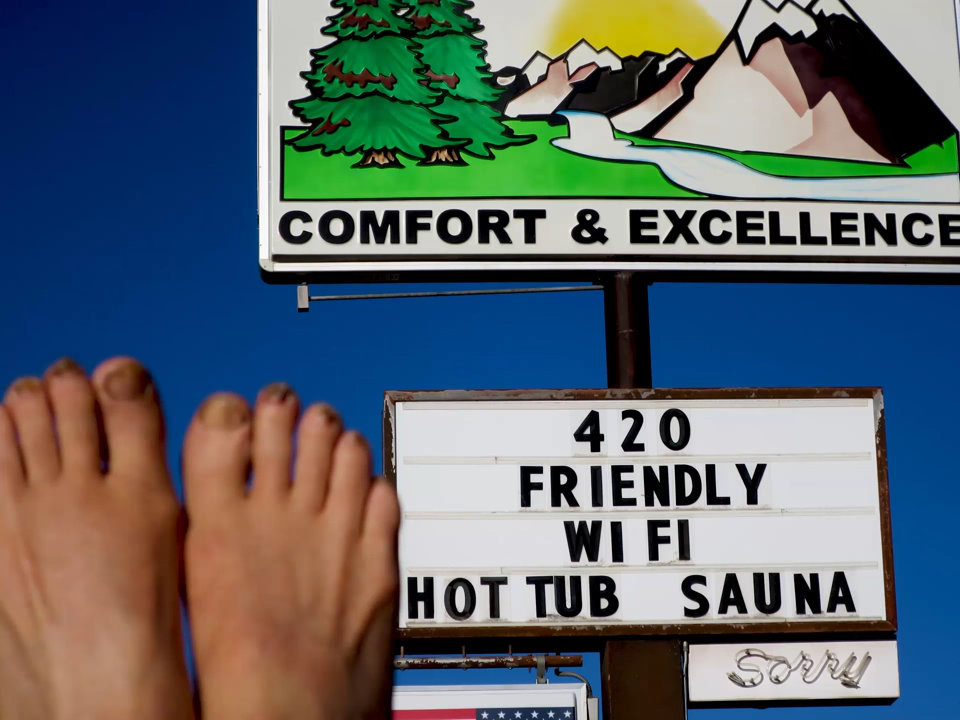 COMFORT & EXCELLENCE
420
FRIENDLY
WI FI
HOT TUB SAUNA
Sorry